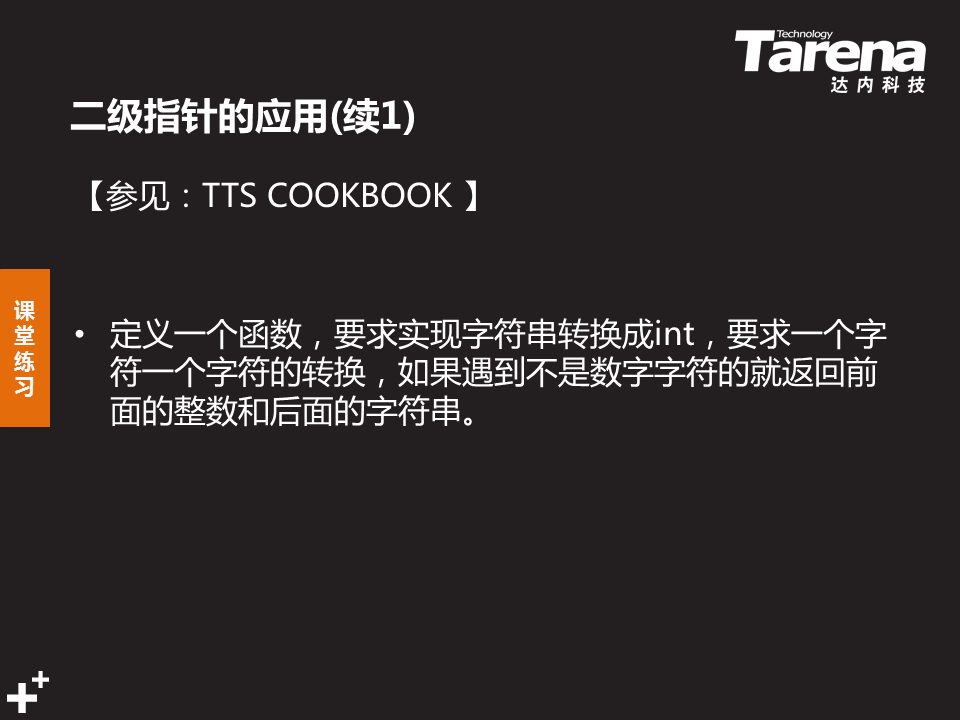 Technology
Tarena
达内科技
二级指针的应用(续1)
【参见：TTS COOKBOOK 】
课
堂
练
习
• 定义一个函数，要求实现字符串转换成int，要求一个字
符一个字符的转换，如果遇到不是数字字符的就返回前
面的整数和后面的字符串。